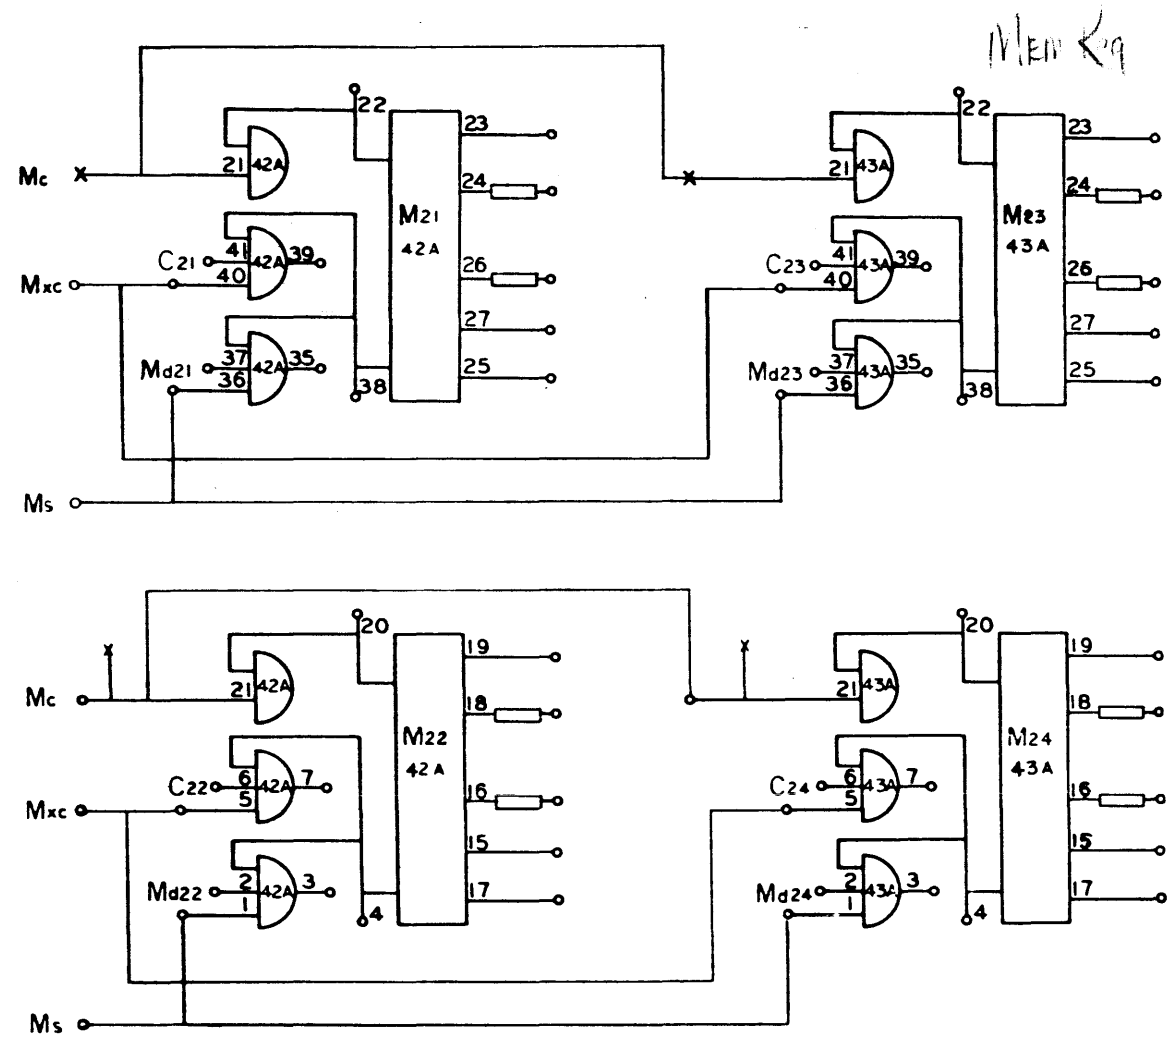 MEM Reg
22 22
23 23
21 42A 21 43A
Mc
24 24
M21 M23
42A 43A
41 42A 39 41 43A 39
C21 C23
40 40
26 26
Mxc
27 27
37 42A 35 37 43A 35
Md21 Md23
36 36
25 25
38 38
Ms
20 20
19 19
21 42A 21 43A
Mc
18 18
M22 M24
42A 43A
6 42A 7 6 43A 7
C22 C24
5 5
16 16
Mxc
15 15
2 42A 3 2 43A 3
Md22 Md24
1 1
17 17
4 4
Ms